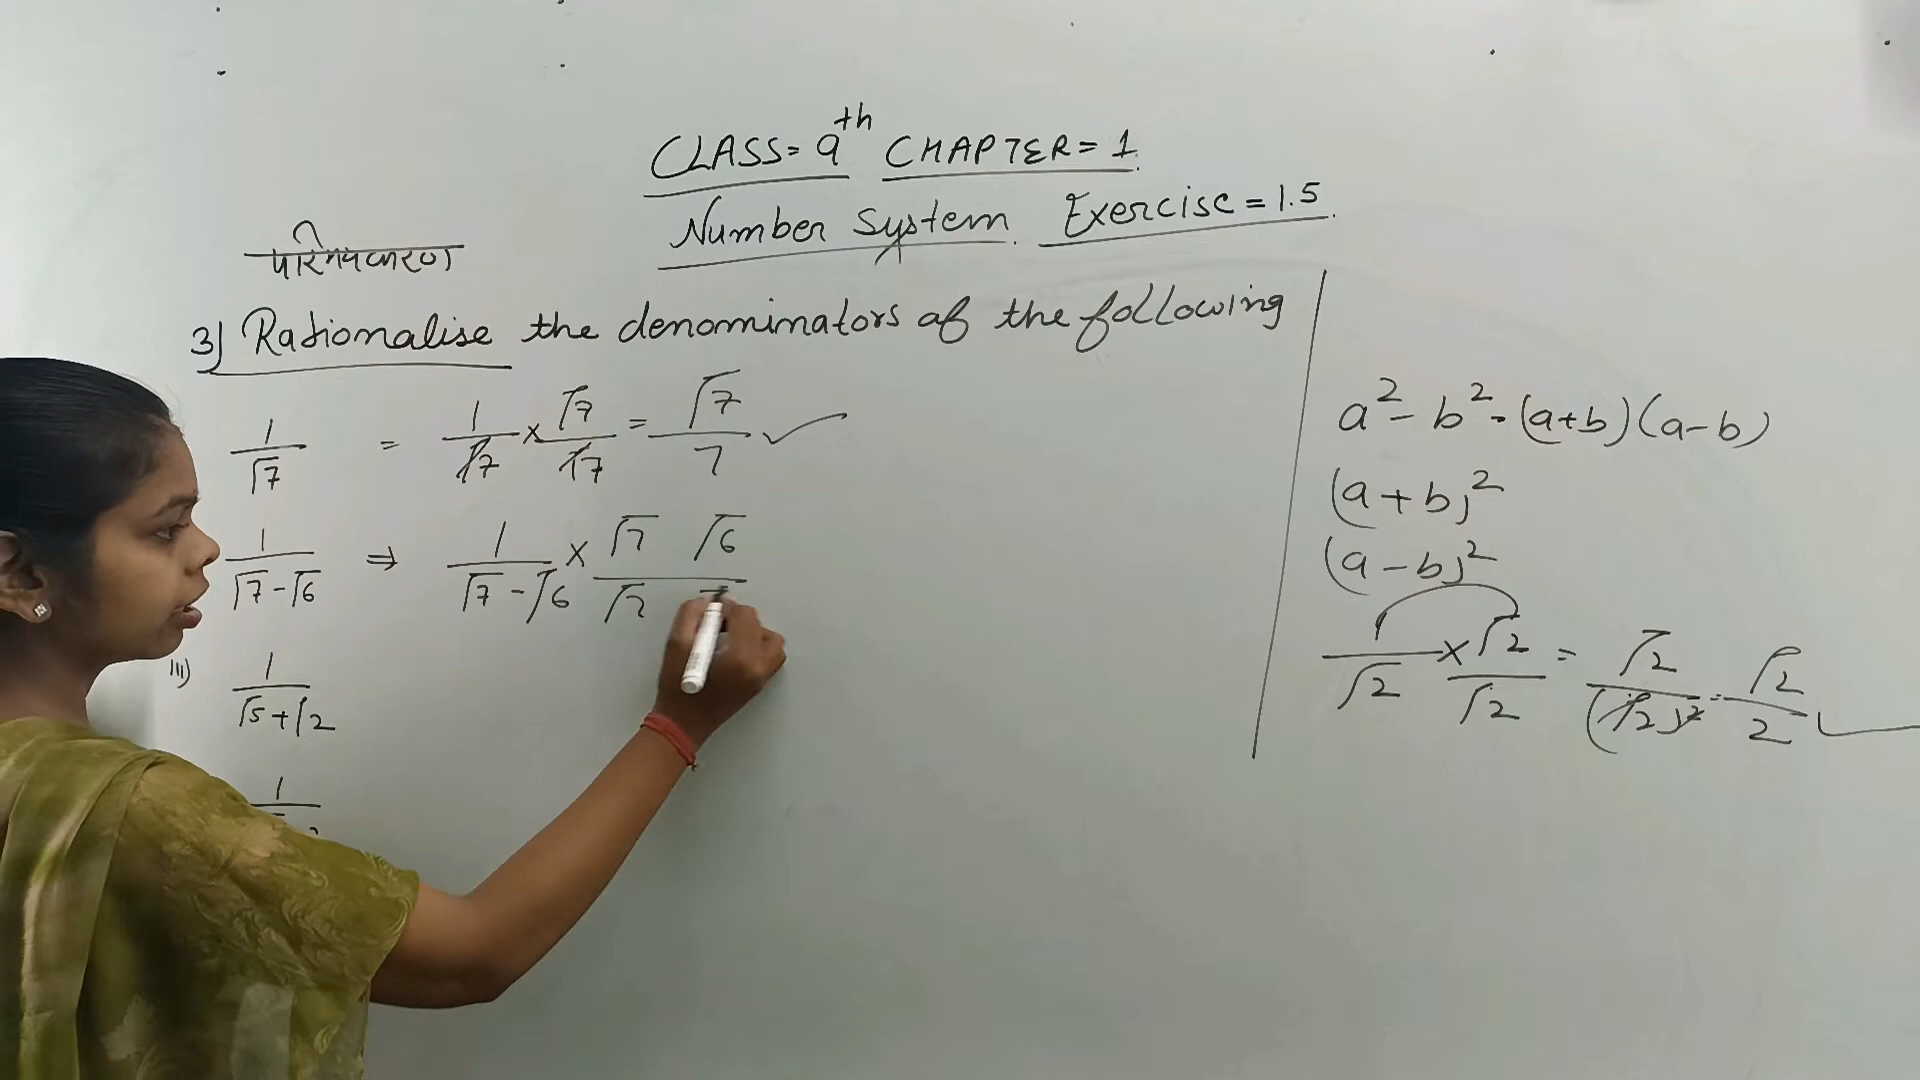 CLASS = 9th CHAPTER = 1
Number System. Exercise = 1.5
3) Rationalise the denominators of the following
1/√7 = 1/√7 × √7/√7 = √7/7 ✓
1/(√7-√6) ⇒ 1/(√7-√6) × √7 √6/√7
iii) 1/(√5+√2)
1
a² - b² = (a+b)(a-b)
(a+b)²
(a-b)²
1/√2 × √2/√2 = √2/(√2)² = √2/2 ✓